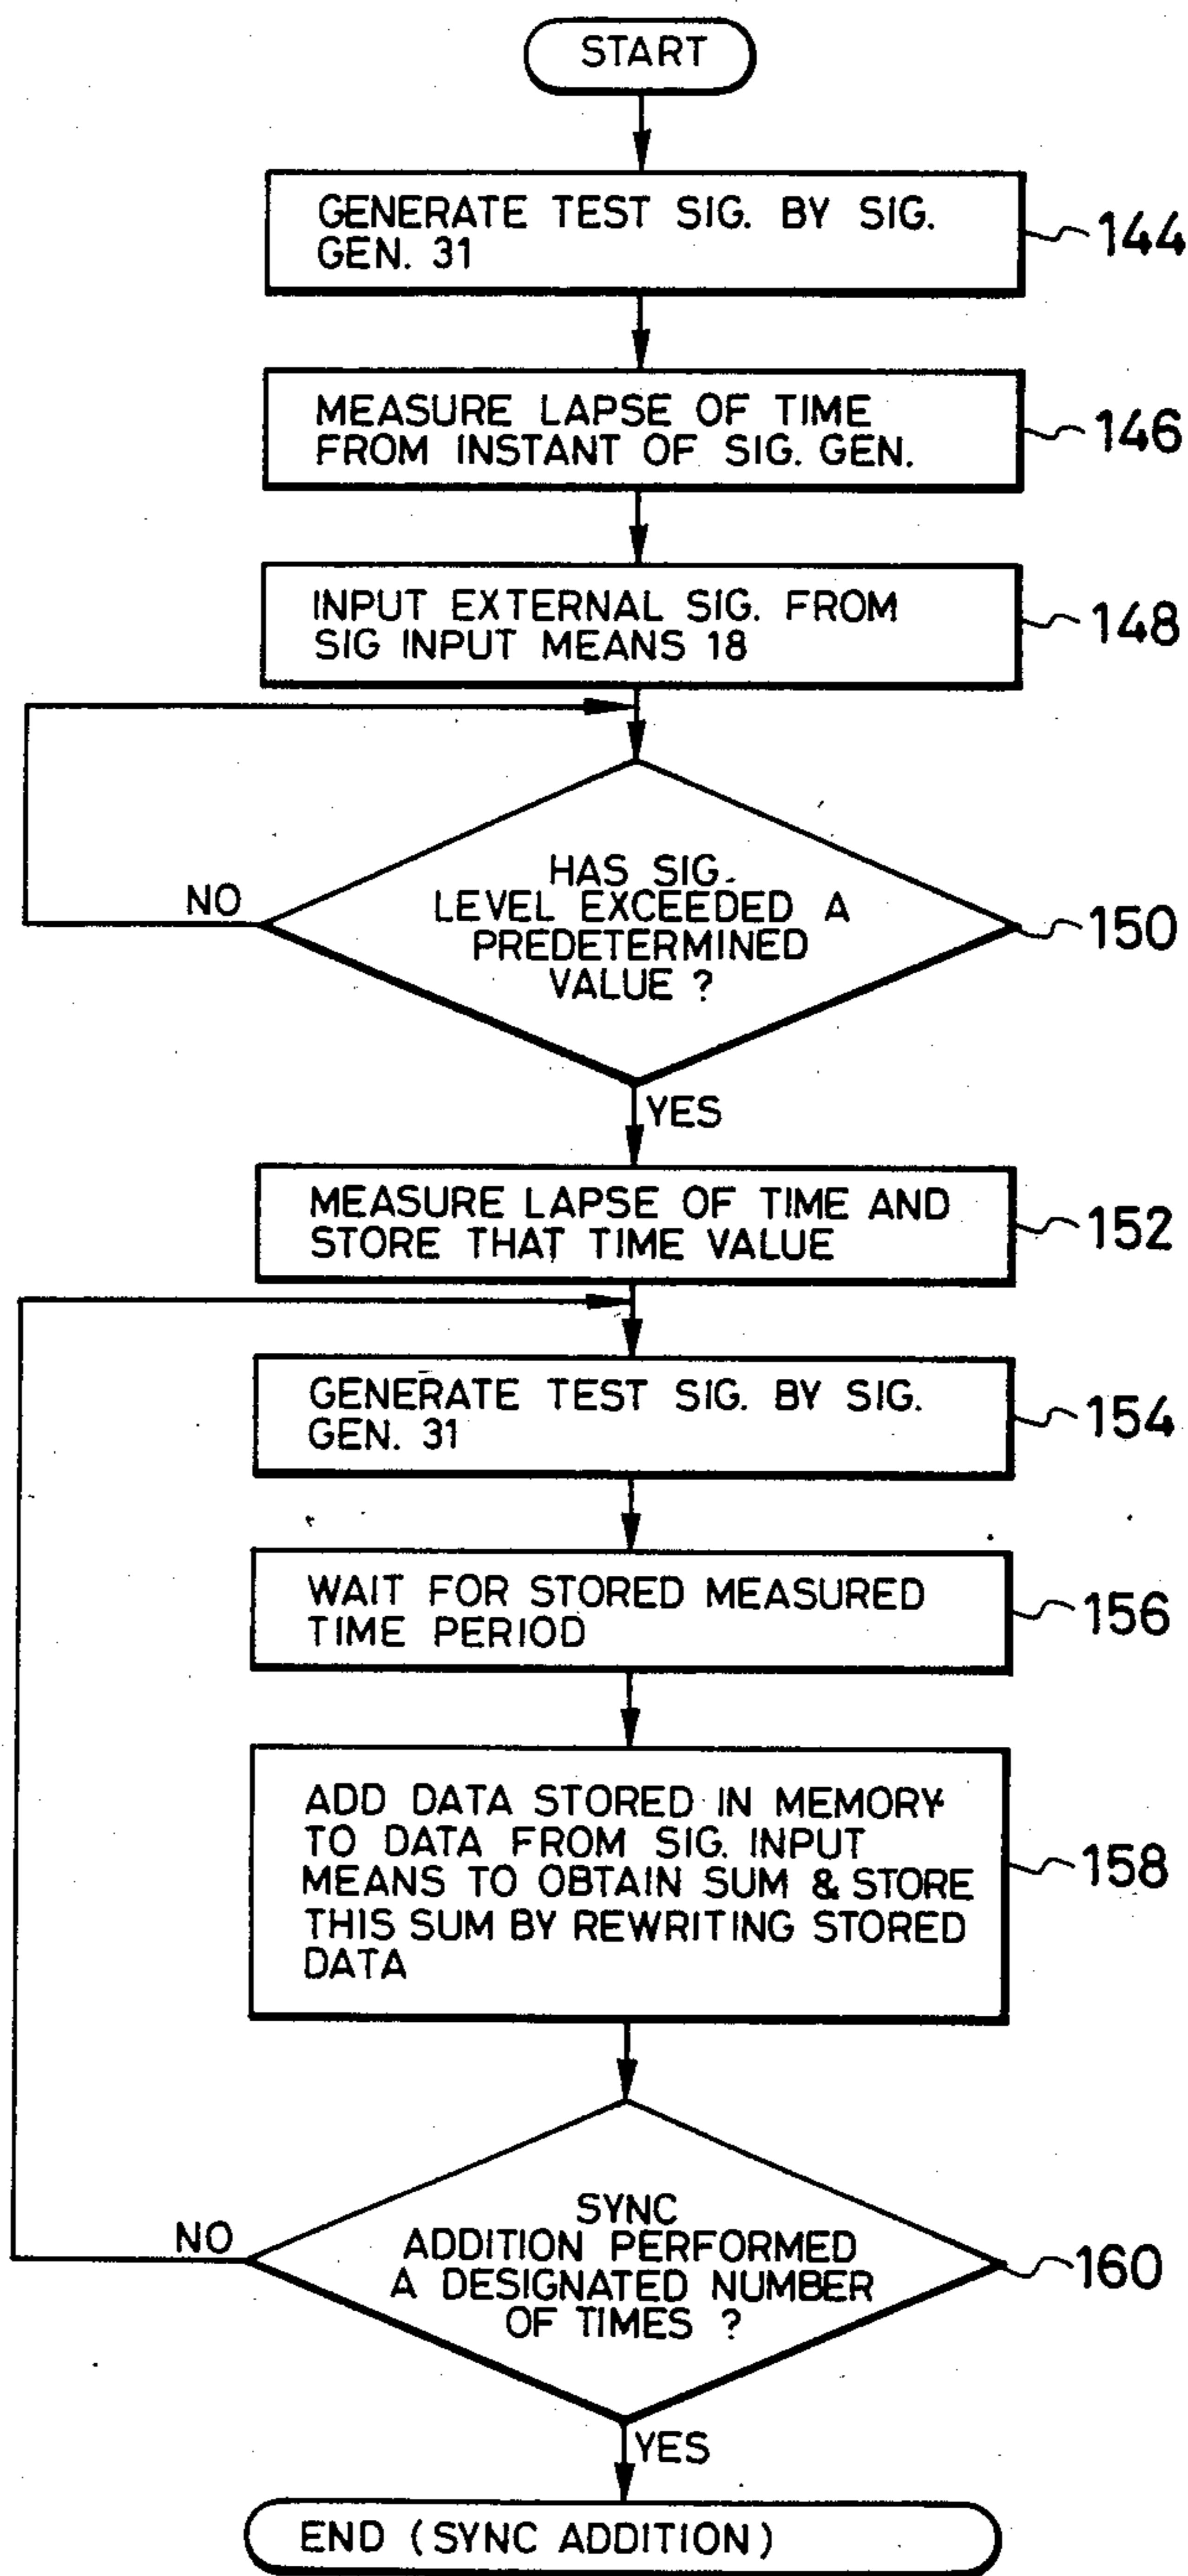 START
GENERATE TEST SIG. BY SIG.
GEN. 31
144
MEASURE LAPSE OF TIME
FROM INSTANT OF SIG. GEN.
146
INPUT EXTERNAL SIG. FROM
SIG INPUT MEANS 18
148
HAS SIG.
LEVEL EXCEEDED A
PREDETERMINED
VALUE ?
NO
150
YES
MEASURE LAPSE OF TIME AND
STORE THAT TIME VALUE
152
GENERATE TEST SIG. BY SIG.
GEN. 31
154
WAIT FOR STORED MEASURED
TIME PERIOD
156
ADD DATA STORED IN MEMORY
TO DATA FROM SIG. INPUT
MEANS TO OBTAIN SUM & STORE
THIS SUM BY REWRITING STORED
DATA
158
SYNC
ADDITION PERFORMED
A DESIGNATED NUMBER
OF TIMES ?
NO
160
YES
END (SYNC ADDITION)